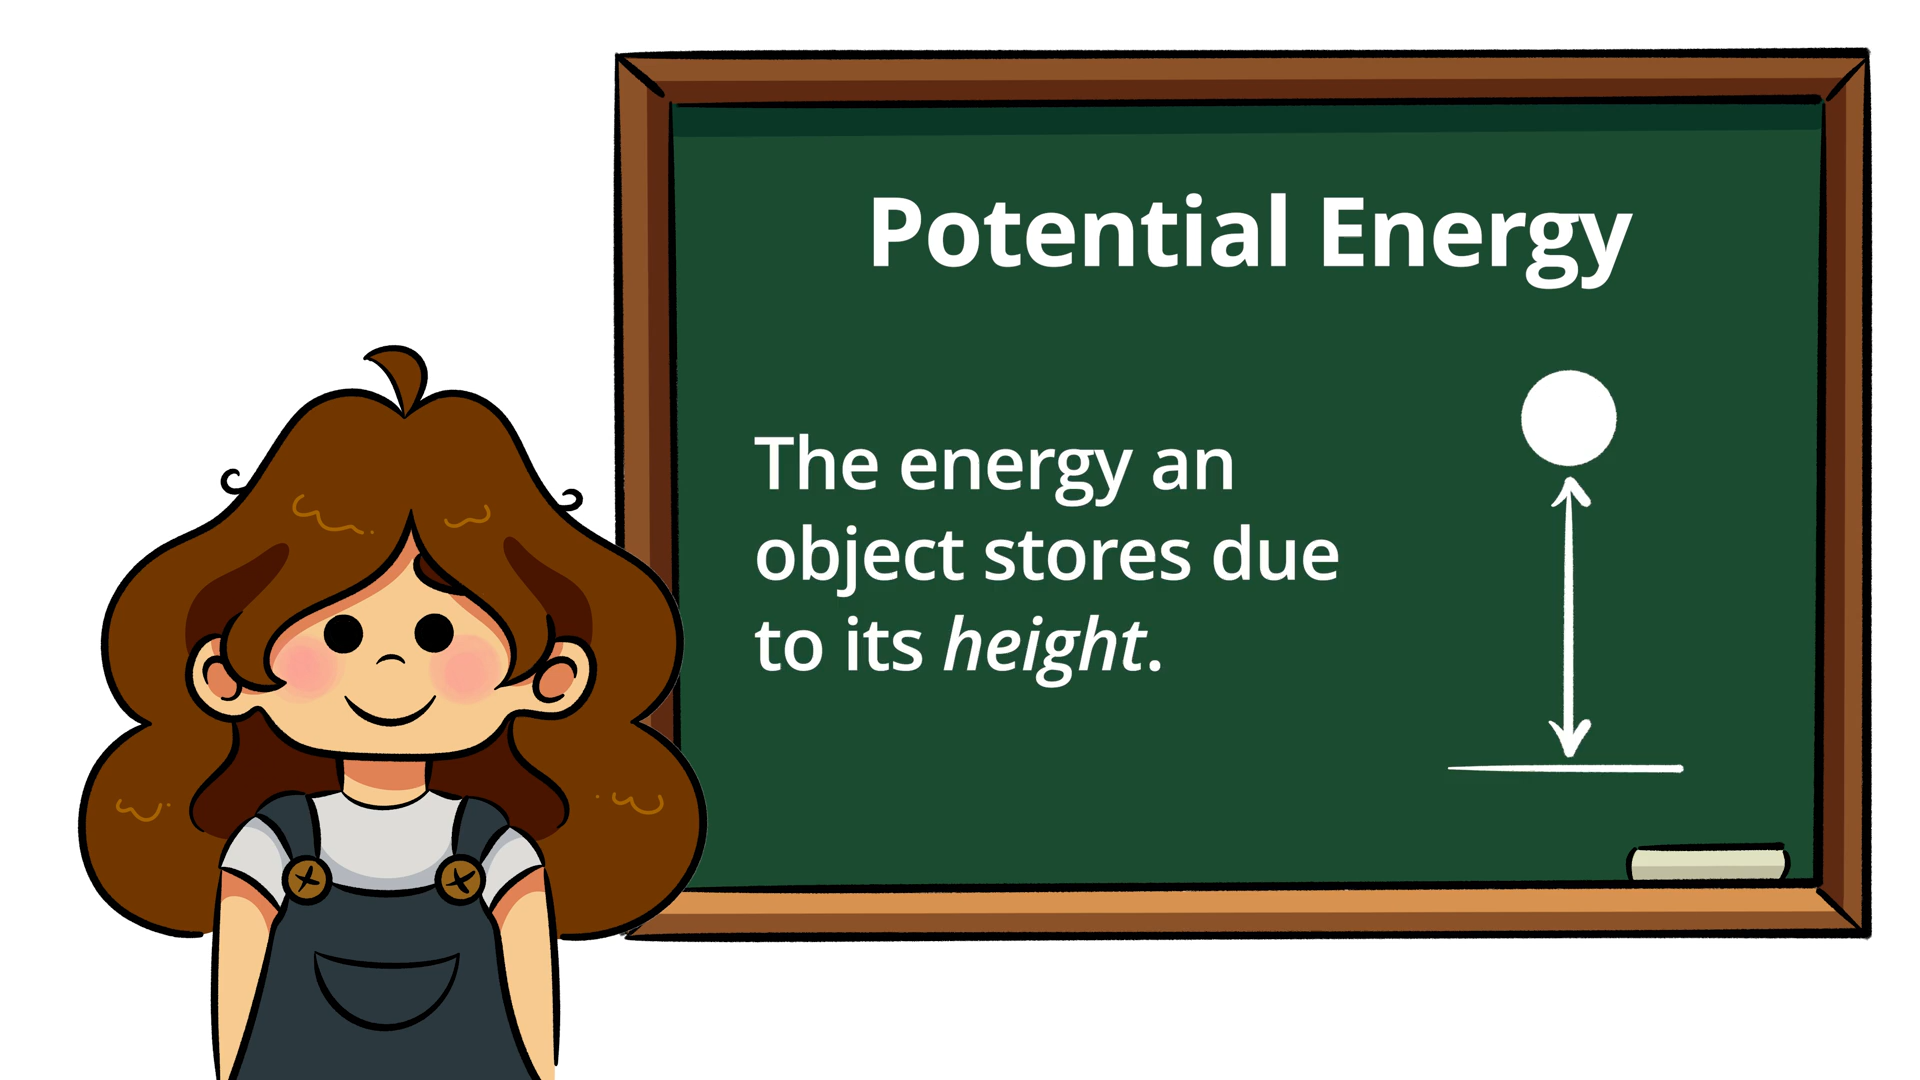 Potential Energy
The energy an
object stores due
to its height.